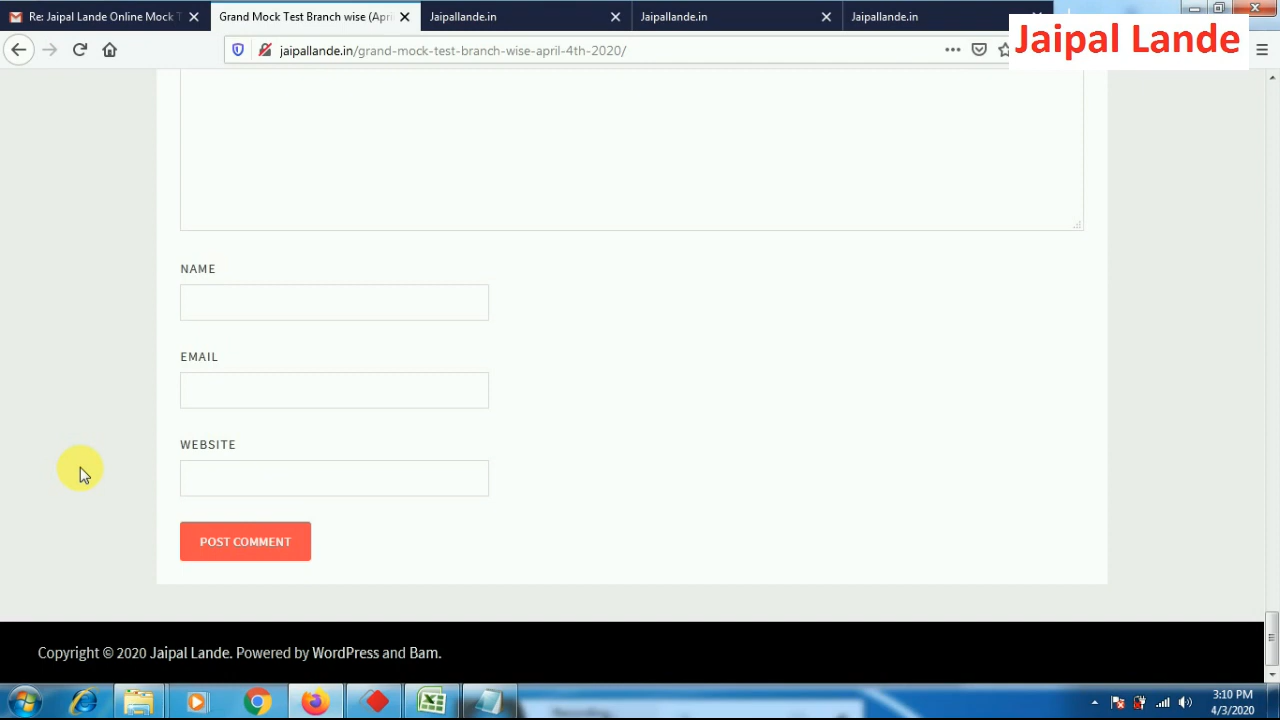 Re: Jaipal Lande Online Mock T
Grand Mock Test Branch wise (Apri
Jaipallande.in
Jaipallande.in
Jaipallande.in
jaipallande.in/grand-mock-test-branch-wise-april-4th-2020/
Jaipal Lande
NAME
EMAIL
WEBSITE
POST COMMENT
Copyright © 2020 Jaipal Lande. Powered by WordPress and Bam.
Recording...
3:10 PM
4/3/2020